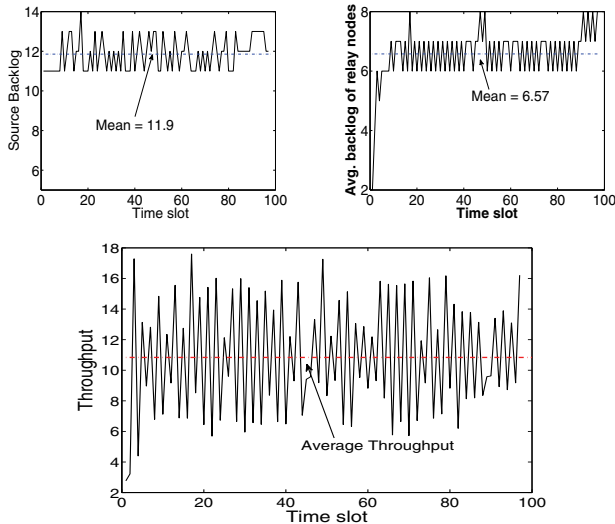 14
12
10
8
6
Source Backlog
Mean = 11.9
0 20 40 60 80 100
Time slot
8
6
4
2
Avg. backlog of relay nodes
Mean = 6.57
0 20 40 60 80 100
Time slot
18
16
14
12
10
8
6
4
2
Throughput
Average Throughput
0 20 40 60 80 100
Time slot